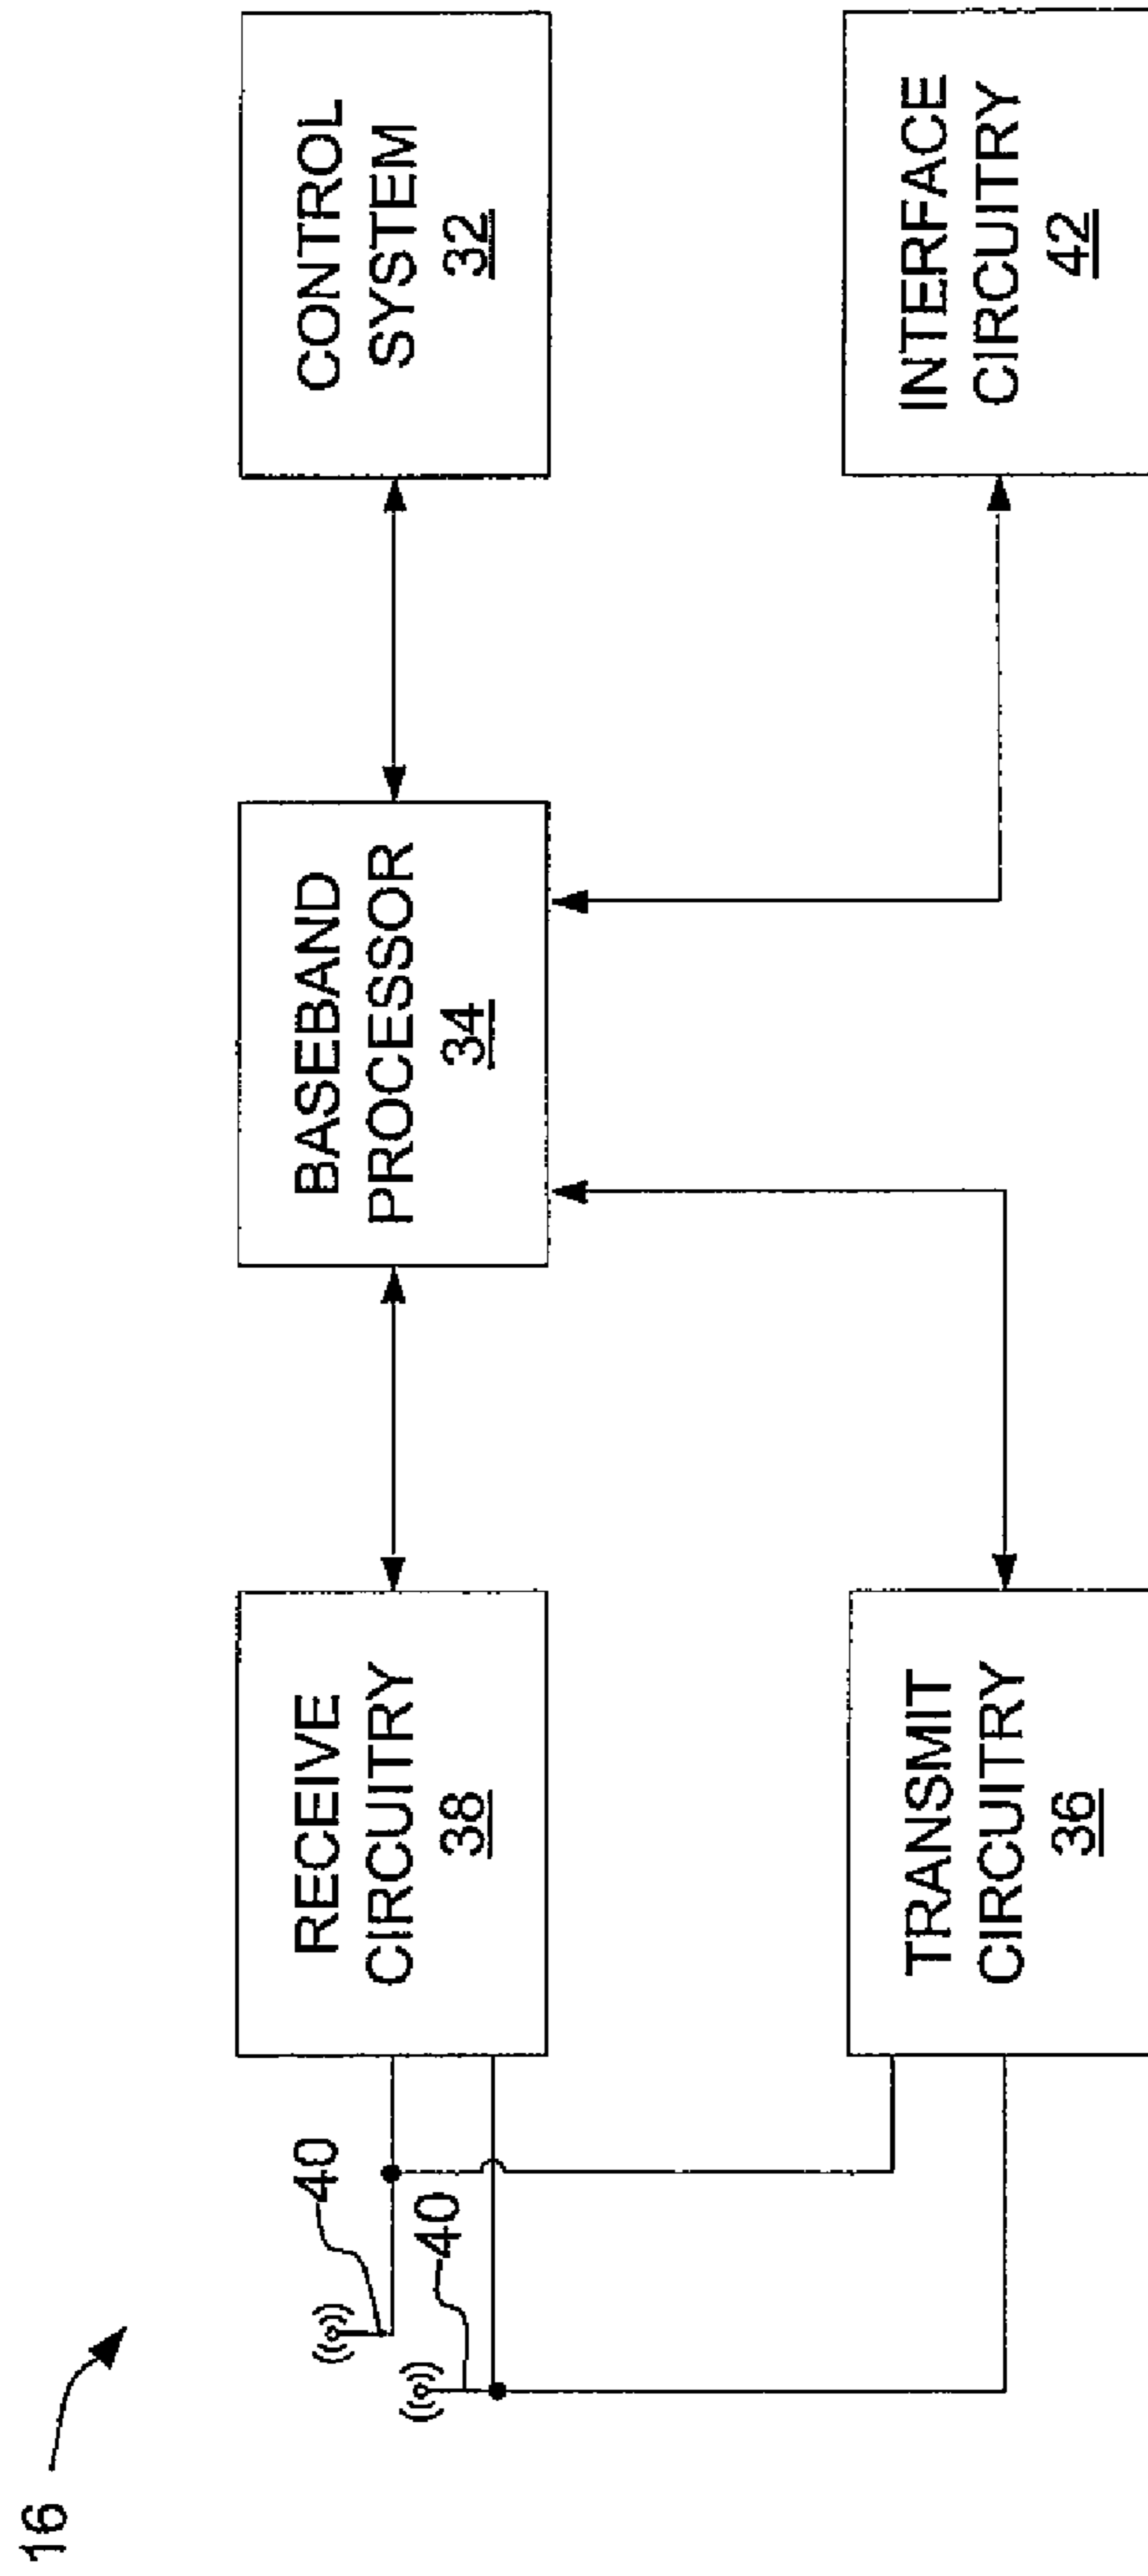 16
40
40
RECEIVE
CIRCUITRY
38
BASEBAND
PROCESSOR
34
CONTROL
SYSTEM
32
TRANSMIT
CIRCUITRY
36
INTERFACE
CIRCUITRY
42